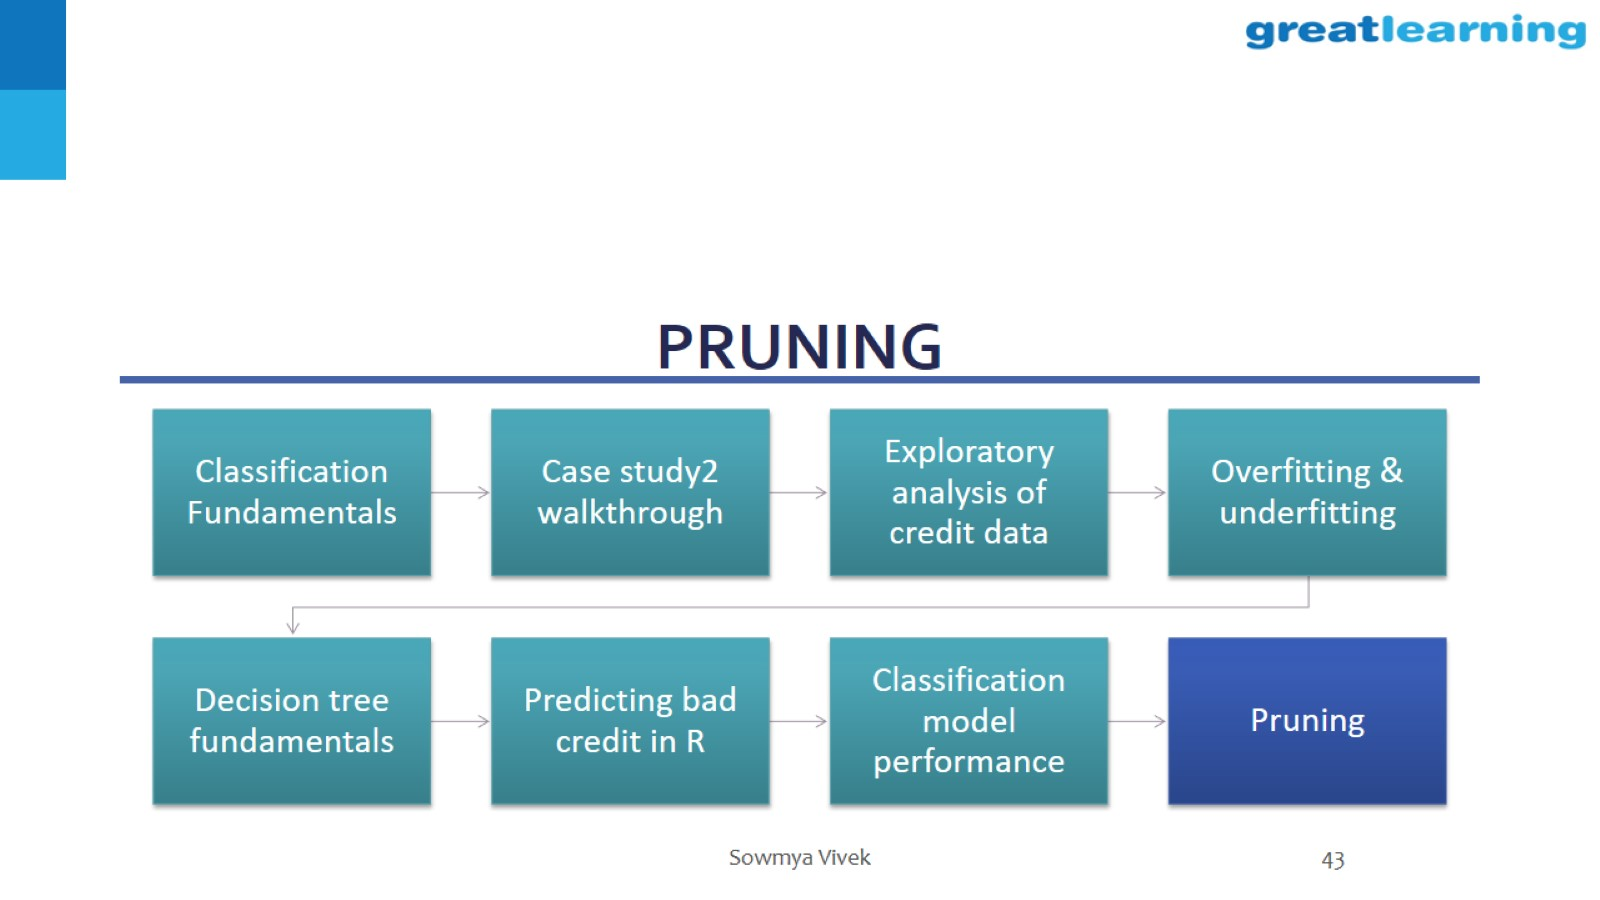 greatlearning
PRUNING
Classification
Fundamentals
Case study2
walkthrough
Exploratory
analysis of
credit data
Overfitting &
underfitting
Decision tree
fundamentals
Predicting bad
credit in R
Classification
model
performance
Pruning
Sowmya Vivek
43